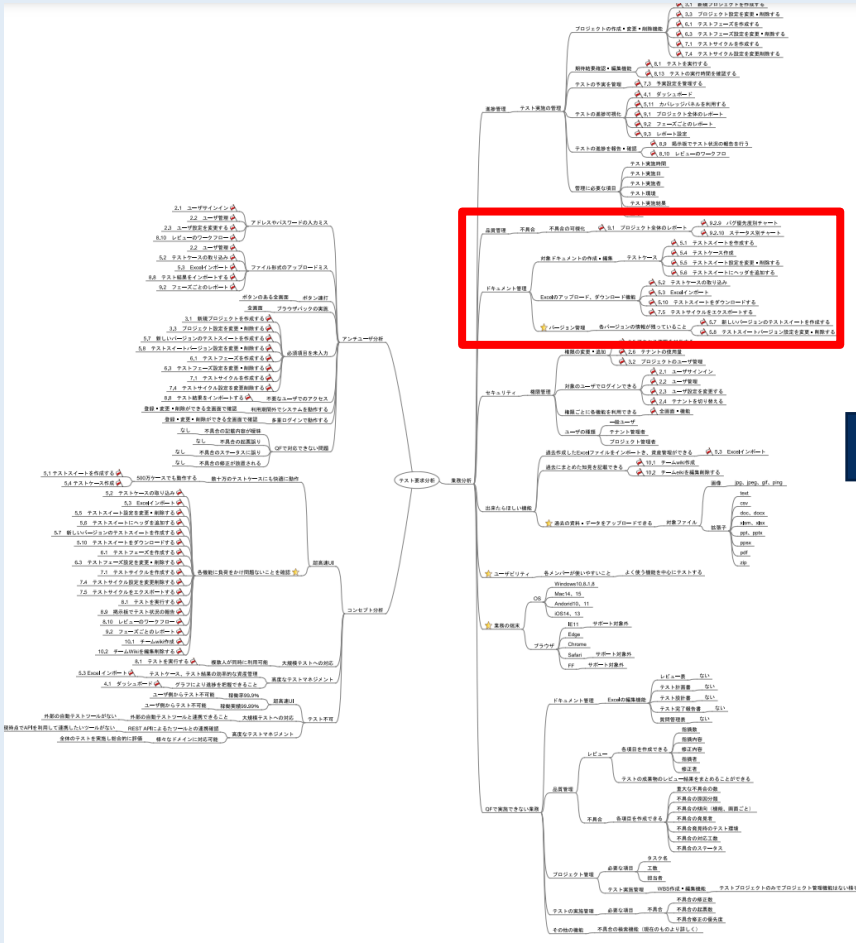 3,1 新規プロジェクトを作成する
3,3 プロジェクト設定を変更・削除する
6,1 テストフェーズを作成する
6,3 テストフェーズ設定を変更・削除する
7,1 テストサイクルを作成する
7,4 テストサイクル設定を変更削除する
プロジェクトの作成・変更・削除機能
期待結果確認・編集機能
8,1 テストを実行する
8,13 テストの実行時間を確認する
テストの予実を管理
7,3 予実設定を管理する
進捗管理
テスト実施の管理
テストの進捗可視化
4,1 ダッシュボード
5,11 カバレッジパネルを利用する
9,1 プロジェクト全体のレポート
9,2 フェーズごとのレポート
9,3 レポート設定
テストの進捗を報告・確認
8,9 掲示板でテスト状況の報告を行う
8,10 レビューのワークフロ
管理に必要な項目
テスト実施時間
テスト実施日
テスト実施者
テスト環境
テスト実施結果
品質管理
不具合
不具合の可視化
9,1 プロジェクト全体のレポート
9,2,9 バグ優先度別チャート
9,2,10 ステータス別チャート
ドキュメント管理
対象ドキュメントの作成・編集
テストケース
5,1 テストスイートを作成する
5,4 テストケース作成
5,5 テストスイート設定を変更・削除する
5,6 テストスイートにヘッダを追加する
Excelのアップロード、ダウンロード機能
5,2 テストケースの取り込み
5,3 Excelインポート
5,10 テストスイートをダウンロードする
7,5 テストサイクルをエクスポートする
バージョン管理
各バージョンの情報が残っていること
5,7 新しいバージョンのテストスイートを作成する
5,8 テストスイートバージョン設定を変更・削除する
セキュリティ
権限管理
権限の変更・追加
2,6 テナントの使用量
3,2 プロジェクトのユーザ管理
対象のユーザでログインできる
2,1 ユーザサインイン
2,2 ユーザ管理
2,3 ユーザ設定を変更する
2,4 テナントを切り替える
権限ごとに各機能を利用できる
全画面・機能
ユーザの種類
一般ユーザ
テナント管理者
プロジェクト管理者
出来たらほしい機能
過去作成したExcelファイルをインポートさ、資産管理ができる
5,3 Excelインポート
過去にまとめた知見を記載できる
10,1 チームwiki作成
10,2 チームwikiを編集削除する
過去の資料・データをアップロードできる
対象ファイル
画像
jpg、jpeg、gif、png
拡張子
text
csv
doc、docx
xlsm、xlsx
ppt、pptx
ppsx
pdf
zip
ユーザビリティ
各メンバーが使いやすいこと
よく使う機能を中心にテストする
業務の端末
OS
Windows10,8.1,8
Mac14、15
Andorid10、11
iOS14、13
ブラウザ
IE11 サポート対象外
Edge
Chrome
Safari サポート対象外
FF サポート対象外
テスト要求分析
業務分析
QFで実施できない業務
ドキュメント管理
Excelの編集機能
レビュー表 ない
テスト計画書 ない
テスト設計書 ない
テスト完了報告書 ない
質問管理表 ない
品質管理
レビュー
各項目を作成できる
指摘数
指摘内容
修正内容
指摘者
修正者
テストの成果物のレビュー結果をまとめることができる
不具合
各項目を作成できる
重大な不具合の数
不具合の原因分類
不具合の傾向（機能、画面ごと）
不具合の発見者
不具合発見時のテスト環境
不具合の対応工数
不具合のステータス
プロジェクト管理
必要な項目
タスク名
工数
担当者
テスト実施管理
WBS作成・編集機能
テストの実施管理
必要な項目
不具合
不具合の修正数
不具合の起票数
不具合修正の優先度
その他の機能
不具合の検索機能（現在のものより詳しく）
アンチユーザ分析
アドレスやパスワードの入力ミス
2,1 ユーザサインイン
2,2 ユーザ管理
2,3 ユーザ設定を変更する
8,10 レビューのワークフロー
ファイル形式のアップロードミス
2,2 ユーザ管理
5,2 テストケースの取り込み
5,3 Excelインポート
8,8 テスト結果をインポートする
9,2 フェーズごとのレポート
ボタンのある全画面 ボタン連打
全画面 ブラウザバックの実施
必須項目を未入力
3,1 新規プロジェクトを作成する
3,3 プロジェクト設定を変更・削除する
5,7 新しいバージョンのテストスイートを作成する
5,8 テストスイートバージョン設定を変更・削除する
6,1 テストフェーズを作成する
6,3 テストフェーズ設定を変更・削除する
7,1 テストサイクルを作成する
7,4 テストサイクル設定を変更削除する
8,8 テスト結果をインポートする 不要なユーザでのアクセス
登録・変更・削除ができる全画面で確認 利用期間外でシステムを動作する
登録・変更・削除ができる全画面で確認 多重ログインで動作する
QFで対応できない問題
なし 不具合の記載内容が曖昧
なし 不具合の起票誤り
なし 不具合のステータスに誤り
なし 不具合の修正が放置される
コンセプト分析
超高速UI
5,1テストスイートを作成する
5,4テストケース作成
500万ケースでも動作する 数十万のテストケースにも快適に動作
各機能に負荷をかけ問題ないことを確認
5,2 テストケースの取り込み
5,3 Excelインポート
5,5 テストスイート設定を変更・削除する
5,6 テストスイートにヘッダを追加する
5,7 新しいバージョンのテストスイートを作成する
5,10 テストスイートをダウンロードする
6,1 テストフェーズを作成する
6,3 テストフェーズ設定を変更・削除する
7,1 テストサイクルを作成する
7,4 テストサイクル設定を変更削除する
7,5 テストサイクルをエクスポートする
8,1 テストを実行する
8,9 掲示板でテスト状況の報告
8,10 レビューのワークフロー
9,2 フェーズごとのレポート
10,1 チームwiki作成
10,2 チームWikiを編集削除する
8,1 テストを実行する 複数人が同時に利用可能 大規模テストへの対応
5,3 Excelインポート テストケース、テスト結果の効率的な資産管理
4,1 ダッシュボード グラフにより進捗を把握できること
高度なテストマネジメント
テスト不可
ユーザ側からテスト不可能 稼働率99.9%
ユーザ側からテスト不可能 稼働実績99.99%
超高速UI
外部の自動テストツールがない 外部の自動テストツールと連携できること 大規模テストへの対応
REST APIによるたツールとの連携確認
全体のテストを実施し総合的に評価 様々なドメインに対応可能
高度なテストマネジメント